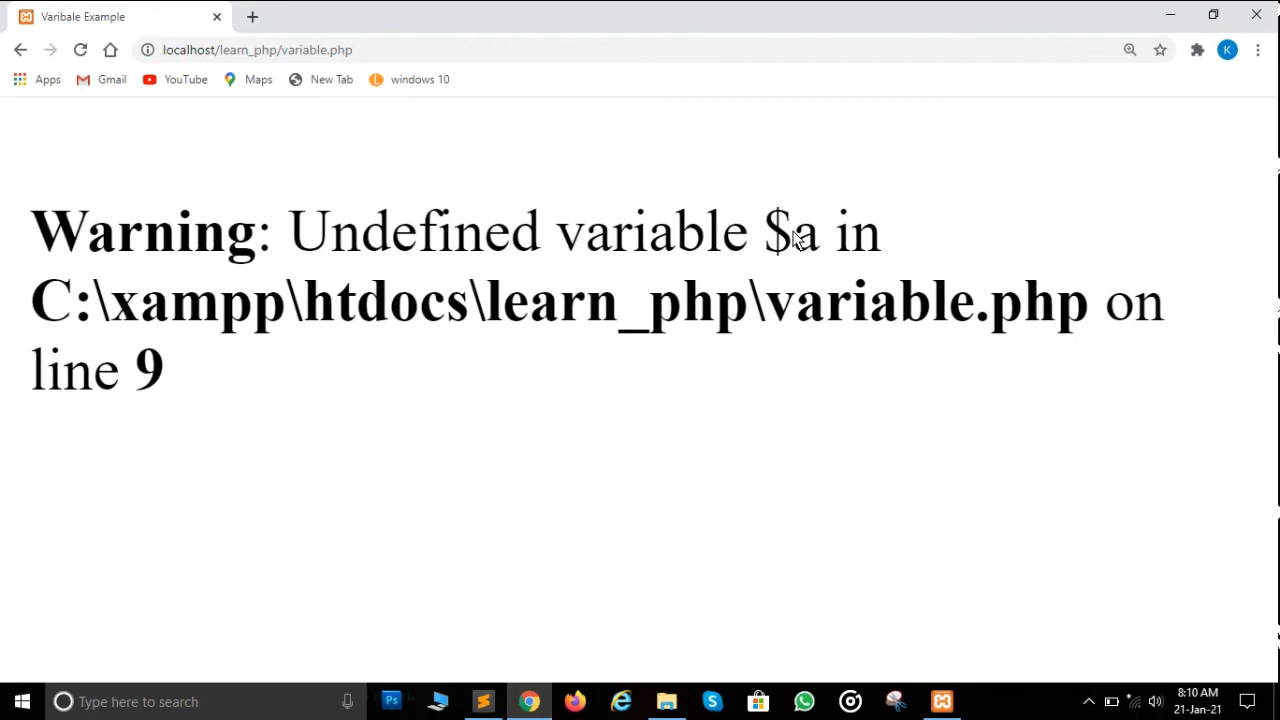 Varibale Example
localhost/learn_php/variable.php
K
Apps Gmail YouTube Maps New Tab L windows 10
Warning: Undefined variable $a in
C:\xampp\htdocs\learn_php\variable.php on
line 9
Type here to search
Ps
8:10 AM
21-Jan-21